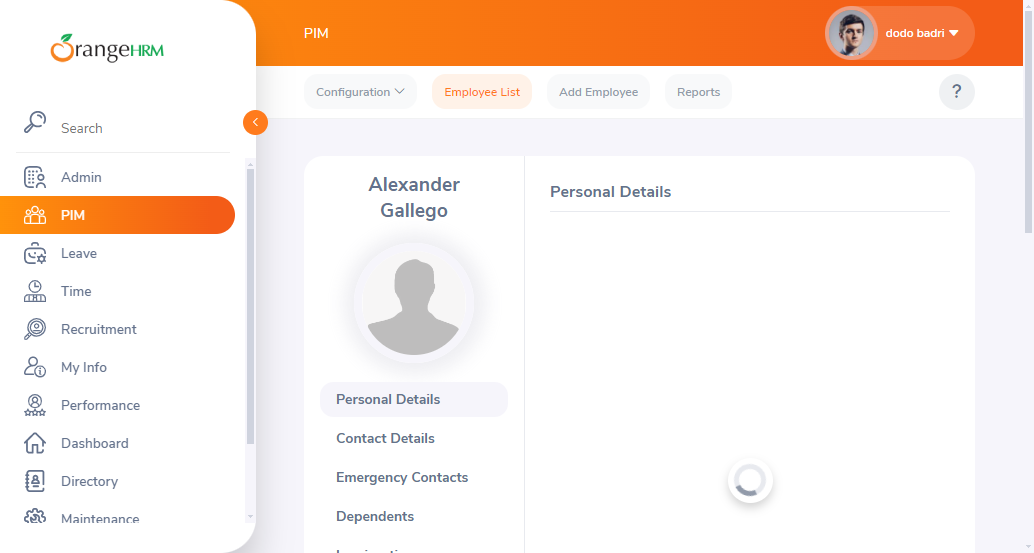 OrangeHRM
PIM
dodo badri
Configuration
Employee List
Add Employee
Reports
?
Search
Admin
PIM
Leave
Time
Recruitment
My Info
Performance
Dashboard
Directory
Maintenance
Alexander
Gallego
Personal Details
Contact Details
Emergency Contacts
Dependents
Personal Details